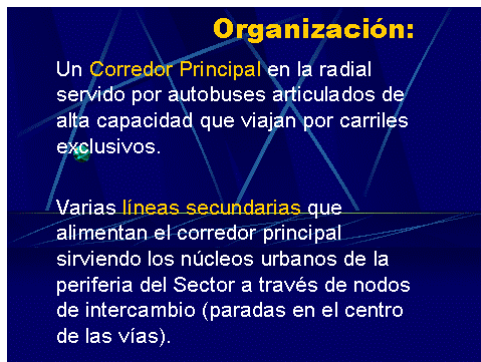 Organización:
Un Corredor Principal en la radial
servido por autobuses articulados de
alta capacidad que viajan por carriles
exclusivos.
Varias líneas secundarias que
alimentan el corredor principal
sirviendo los núcleos urbanos de la
periferia del Sector a través de nodos
de intercambio (paradas en el centro
de las vías).